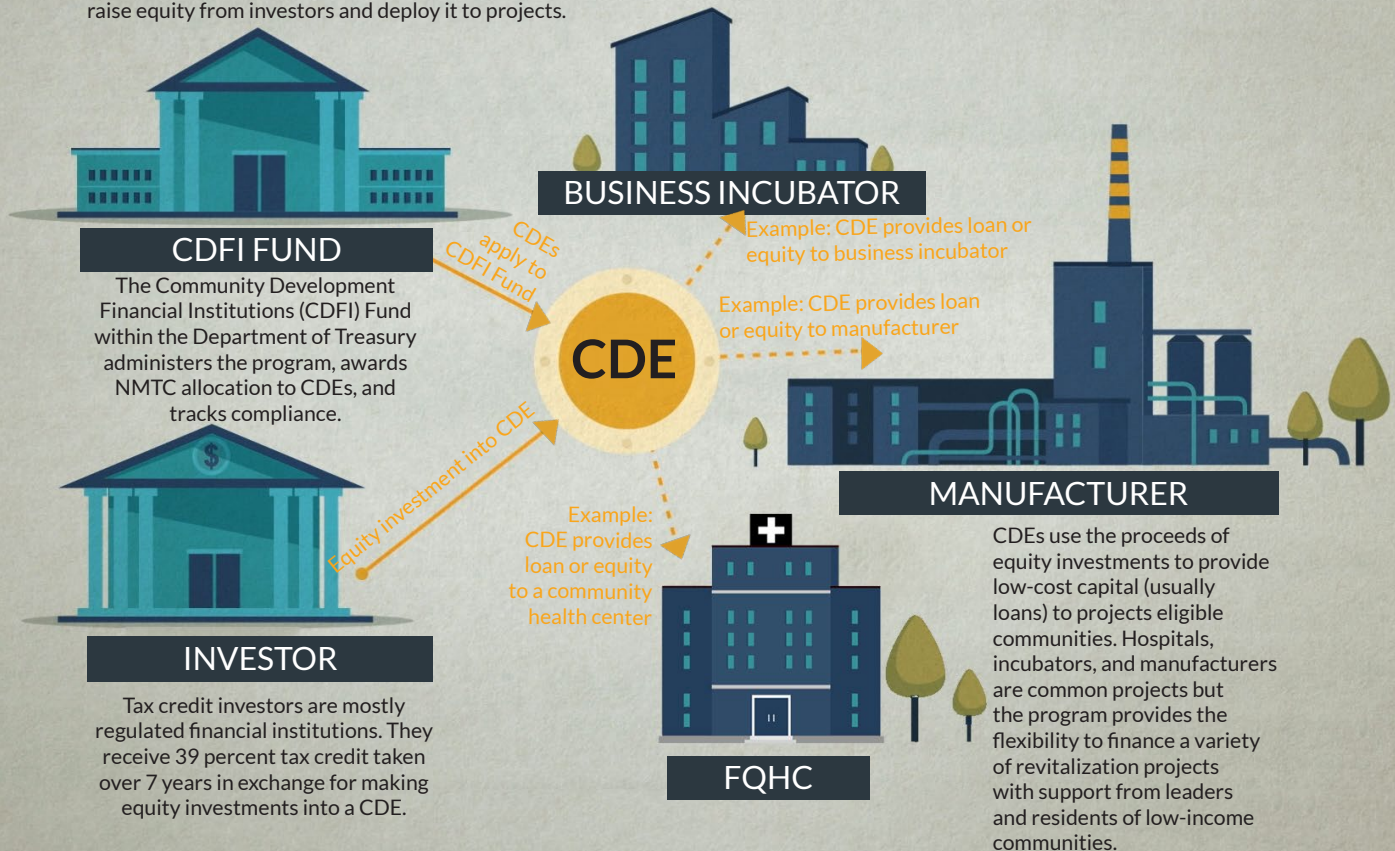 raise equity from investors and deploy it to projects.
CDFI FUND
The Community Development
Financial Institutions (CDFI) Fund
within the Department of Treasury
administers the program, awards
NMTC allocation to CDEs, and
tracks compliance.
BUSINESS INCUBATOR
CDEs
apply to
CDFI Fund
Example: CDE provides loan or
equity to business incubator
Example: CDE provides loan
or equity to manufacturer
CDE
Equity investment into CDE
$
INVESTOR
Tax credit investors are mostly
regulated financial institutions. They
receive 39 percent tax credit taken
over 7 years in exchange for making
equity investments into a CDE.
Example:
CDE provides
loan or equity
to a community
health center
FQHC
MANUFACTURER
CDEs use the proceeds of
equity investments to provide
low-cost capital (usually
loans) to projects eligible
communities. Hospitals,
incubators, and manufacturers
are common projects but
the program provides the
flexibility to finance a variety
of revitalization projects
with support from leaders
and residents of low-income
communities.